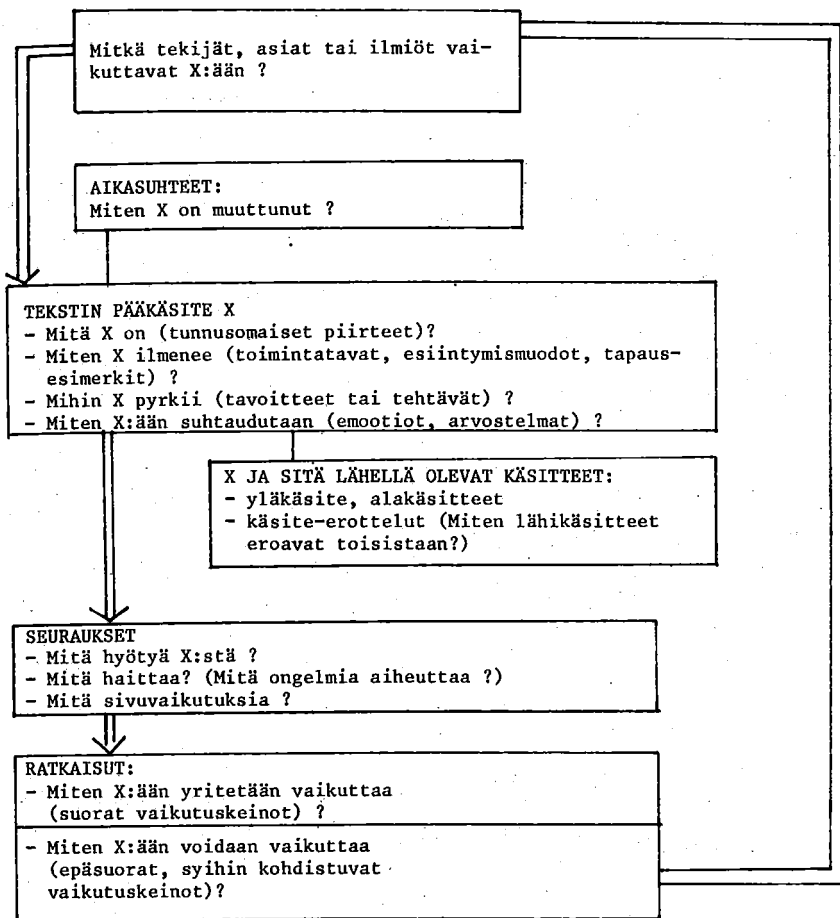 Mitkä tekijät, asiat tai ilmiöt vai-
kuttavat X:ään ?
AIKASUHTEET:
Miten X on muuttunut ?
TEKSTIN PÄÄKÄSITE X
- Mitä X on (tunnusomaiset piirteet)?
- Miten X ilmenee (toimintatavat, esiintymismuodot, tapaus-
esimerkit) ?
- Mihin X pyrkii (tavoitteet tai tehtävät) ?
- Miten X:ään suhtaudutaan (emootiot, arvostelmat) ?
X JA SITÄ LÄHELLÄ OLEVAT KÄSITTEET:
- yläkäsite, alakäsitteet
- käsite-erottelut (Miten lähikäsitteet
eroavat toisistaan?)
SEURAUKSET
- Mitä hyötyä X:stä ?
- Mitä haittaa? (Mitä ongelmia aiheuttaa ?)
- Mitä sivuvaikutuksia ?
RATKAISUT:
- Miten X:ään yritetään vaikuttaa
(suorat vaikutuskeinot) ?
- Miten X:ään voidaan vaikuttaa
(epäsuorat, syihin kohdistuvat
vaikutuskeinot)?